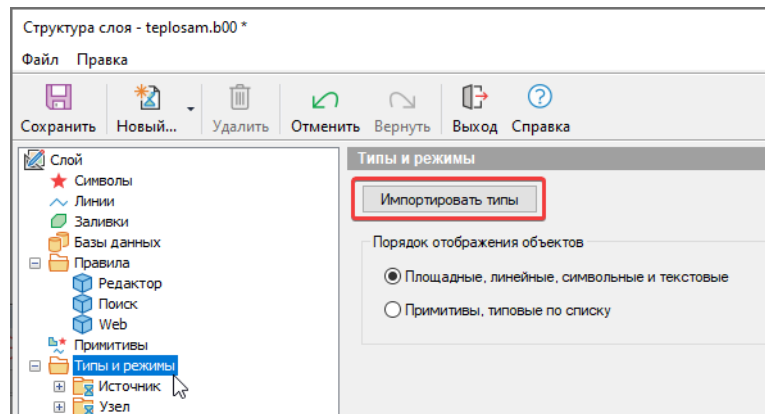 Структура слоя - teplosam.b00 *
Файл Правка
Сохранить Новый... Удалить Отменить Вернуть Выход Справка
Слой
Символы
Линии
Заливки
Базы данных
Правила
Редактор
Поиск
Web
Примитивы
Типы и режимы
Источник
Узел
Типы и режимы
Импортировать типы
Порядок отображения объектов
Площадные, линейные, символьные и текстовые
Примитивы, типовые по списку